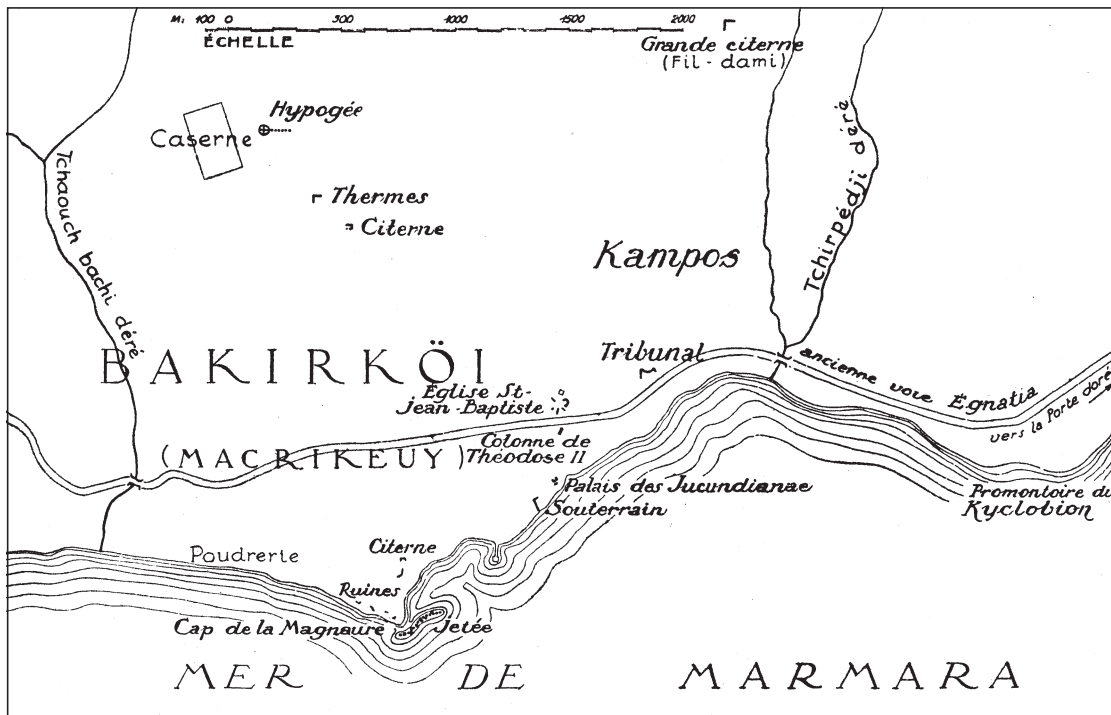 M: 100 0 500 1000 1500 2000
ÉCHELLE
Grande citerne
(Fil-dami)
Hypogée
Caserne
Tchirpédji déré
Tchaouch bachi déré
Thermes
Citerne
Kampos
BAKIRKÖI
Tribunal
ancienne voie Égnatia
vers la Porte dorée
Église St-
Jean-Baptiste
Colonne de
Théodose II
(MACRIKEUY)
Palais des Jucundianae
Souterrain
Promontoire du
Kyclobion
Citerne
Poudrerie
Ruines
Cap de la Magnaure
Jetée
MER DE MARMARA